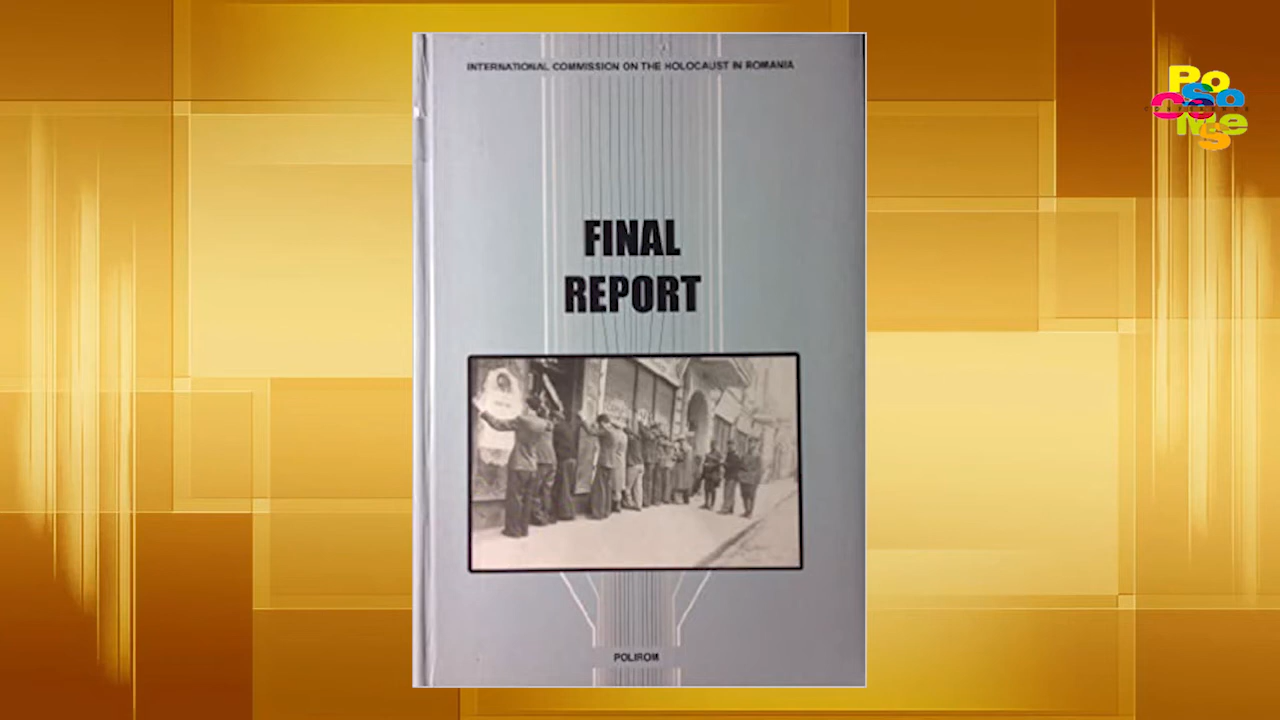 INTERNATIONAL COMMISSION ON THE HOLOCAUST IN ROMANIA
FINAL
REPORT
POLIROM